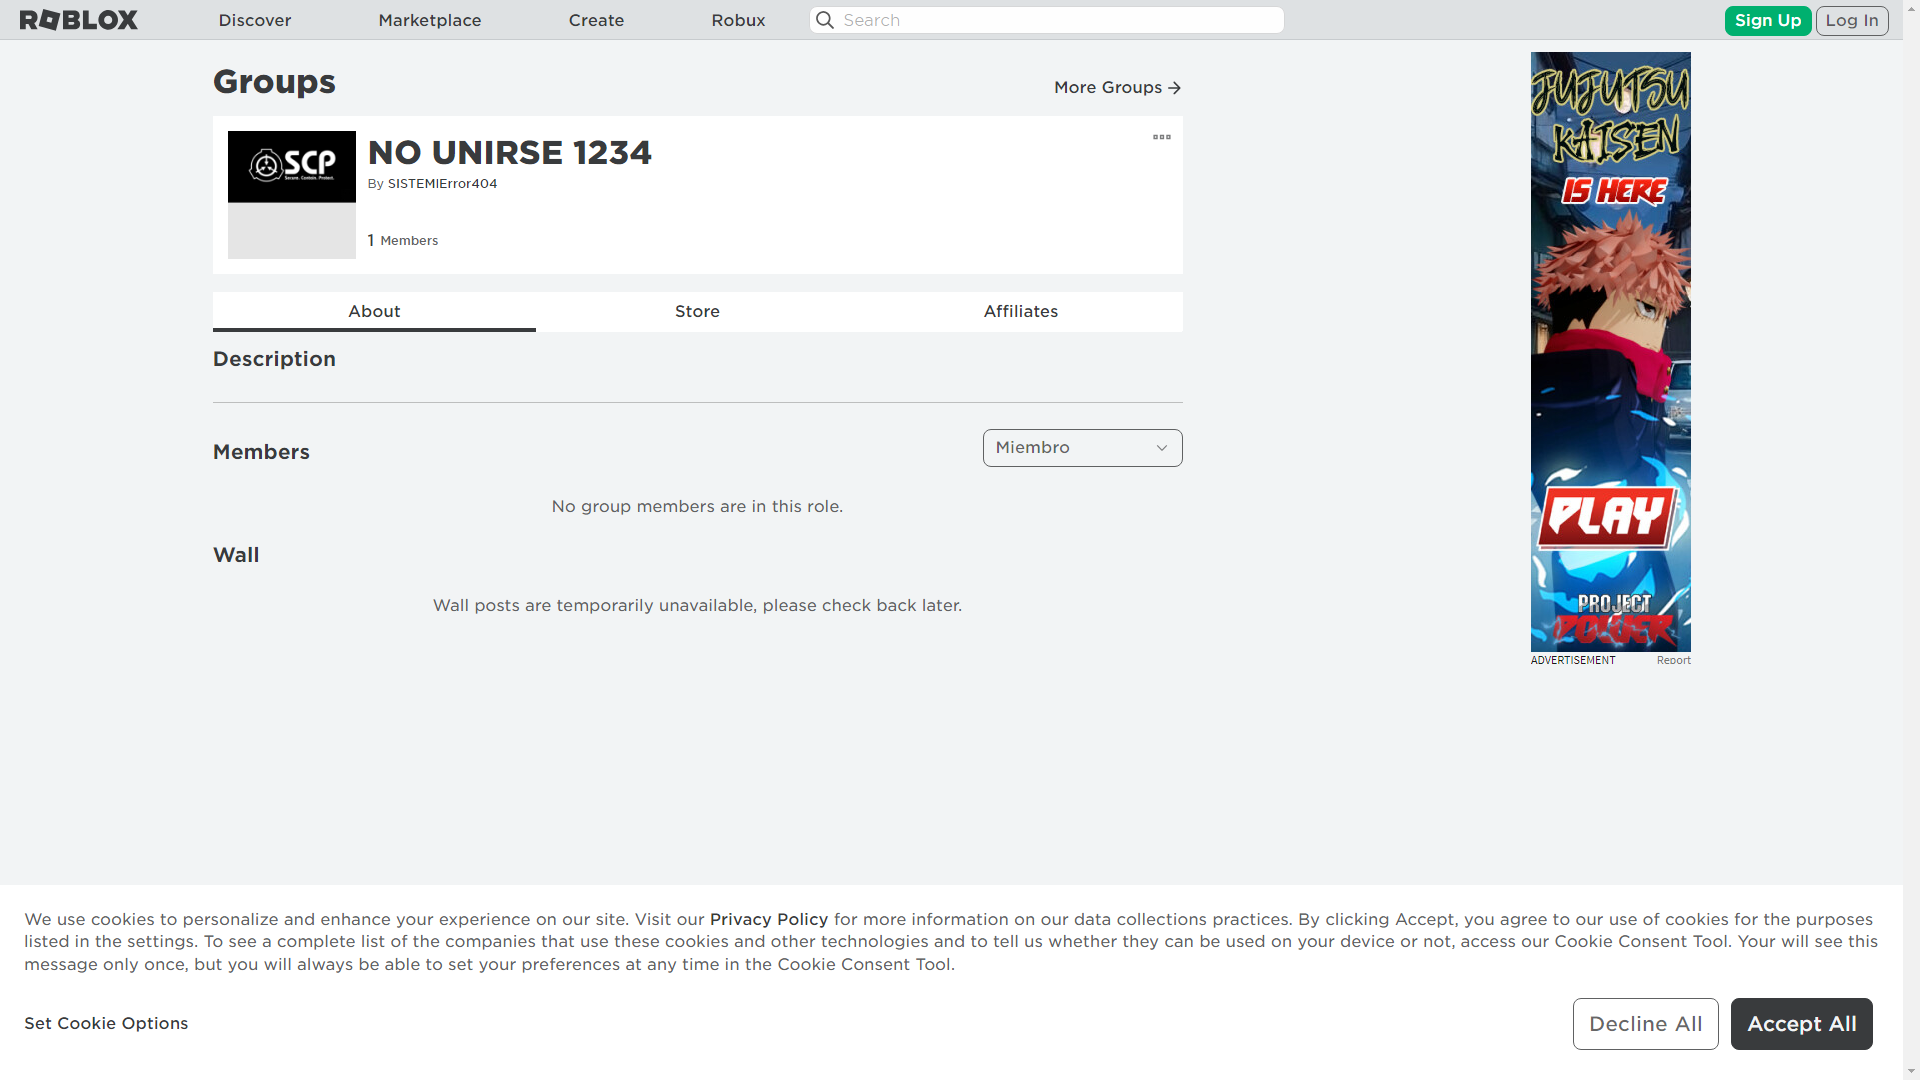 ROBLOX
Discover
Marketplace
Create
Robux
Search
Sign Up
Log In
Groups
More Groups
SCP
Secure. Contain. Protect.
NO UNIRSE 1234
By SISTEMIError404
1 Members
About
Store
Affiliates
Description
Members
Miembro
No group members are in this role.
Wall
Wall posts are temporarily unavailable, please check back later.
JUJUTSU
KAISEN
IS HERE
PLAY
PROJECT
POWER
ADVERTISEMENT
Report
We use cookies to personalize and enhance your experience on our site. Visit our Privacy Policy for more information on our data collections practices. By clicking Accept, you agree to our use of cookies for the purposes
listed in the settings. To see a complete list of the companies that use these cookies and other technologies and to tell us whether they can be used on your device or not, access our Cookie Consent Tool. Your will see this
message only once, but you will always be able to set your preferences at any time in the Cookie Consent Tool.
Set Cookie Options
Decline All
Accept All